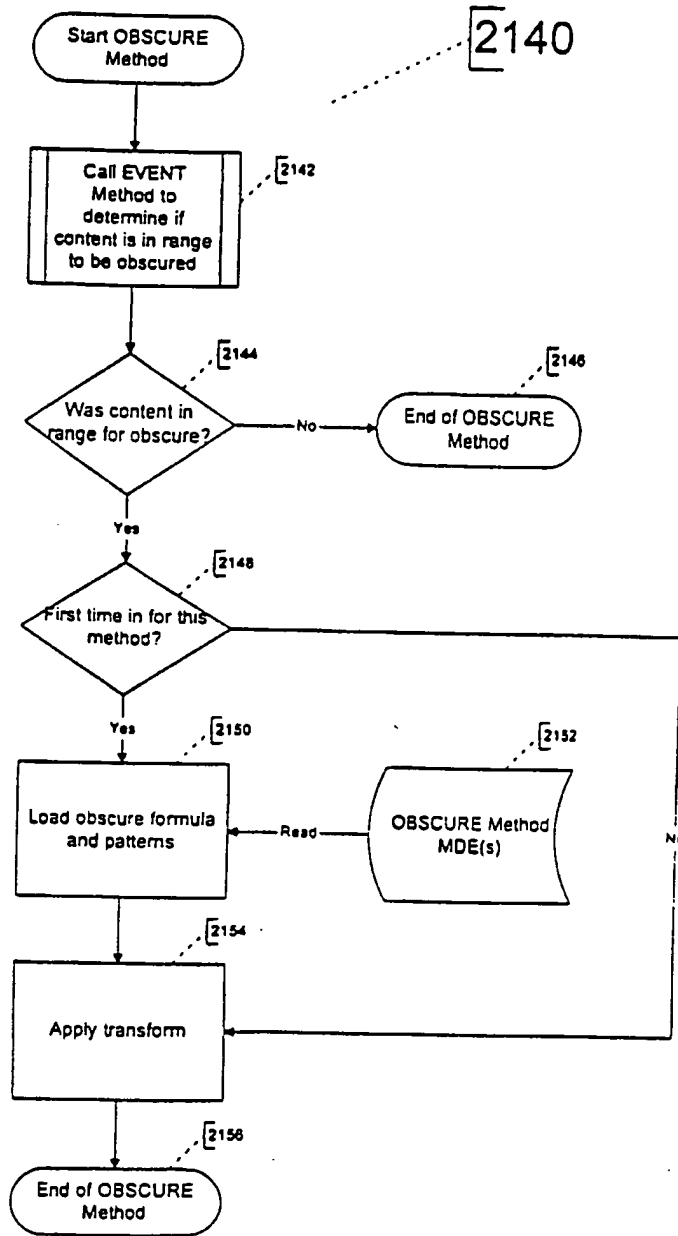 Start OBSCURE
Method
2140
Call EVENT
Method to
determine if
content is in range
to be obscured
2142
2144
Was content in
range for obscure?
No
2146
End of OBSCURE
Method
Yes
2148
First time in for this
method?
Yes
2150
Load obscure formula
and patterns
Read
2152
OBSCURE Method
MDE(s)
No
2154
Apply transform
2156
End of OBSCURE
Method